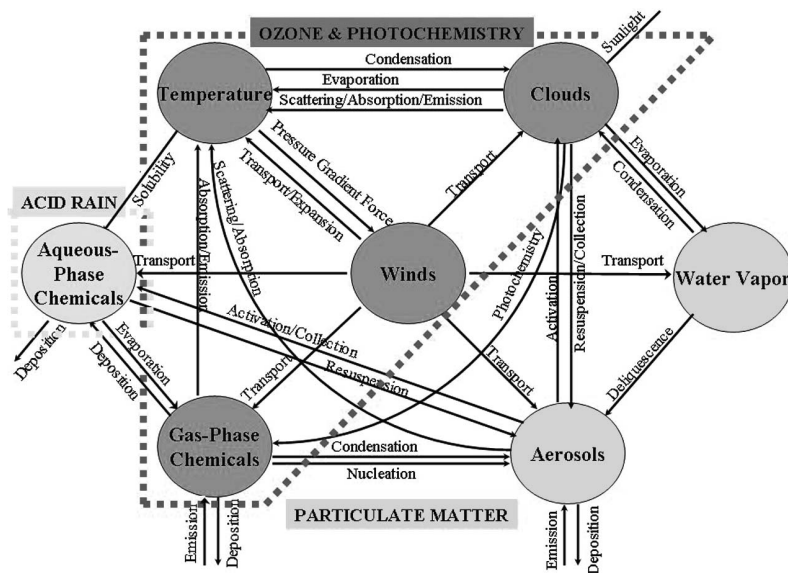 OZONE & PHOTOCHEMISTRY
Sunlight
Condensation
Evaporation
Scattering/Absorption/Emission
Temperature
Clouds
Pressure Gradient Force
Transport/Expansion
Scattering/Absorption
Absorption/Emission
Solubility
Transport
Evaporation
Condensation
ACID RAIN
Aqueous-
Phase
Chemicals
Transport
Winds
Transport
Water Vapor
Photochemistry
Activation
Resuspension/Collection
Activation/Collection
Resuspension
Deposition
Evaporation
Deposition
Transport
Transport
Deliquescence
Gas-Phase
Chemicals
Condensation
Nucleation
Aerosols
Emission
Deposition
PARTICULATE MATTER
Emission
Deposition